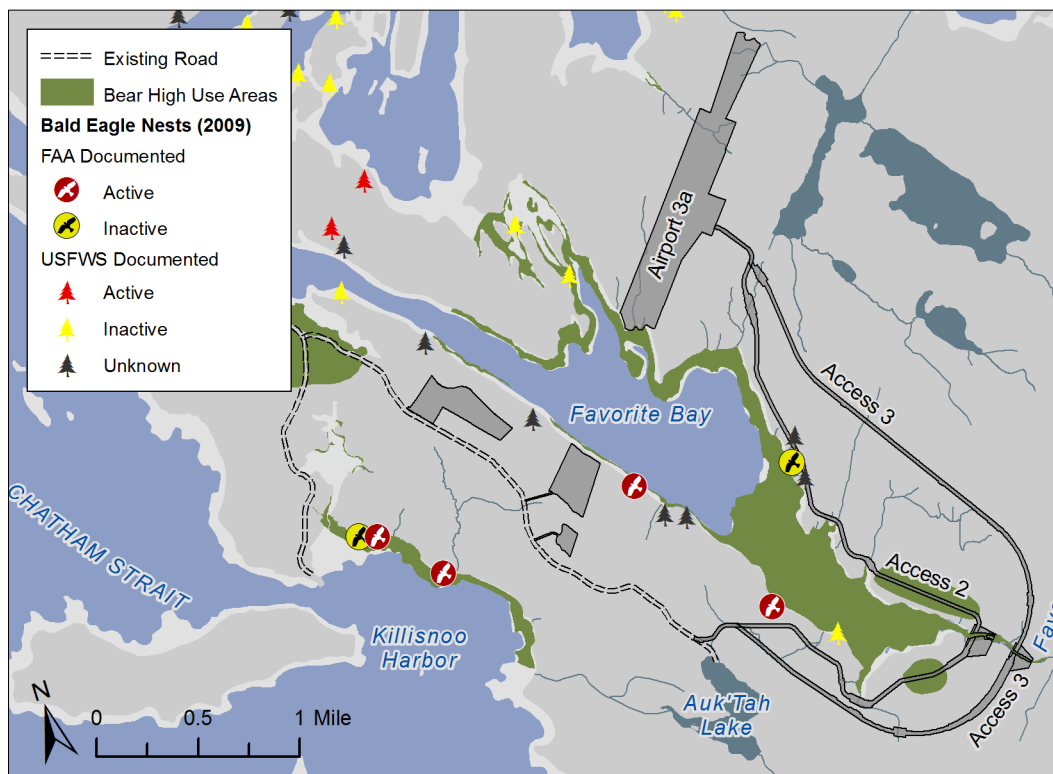 Existing Road
Bear High Use Areas
Bald Eagle Nests (2009)
FAA Documented
Active
Inactive
USFWS Documented
Active
Inactive
Unknown
Airport 3a
Access 3
Favorite Bay
CHATHAM STRAIT
Access 2
Killisnoo
Harbor
Fav
Auk'Tah
Lake
Access 3
N
0 0.5 1 Mile